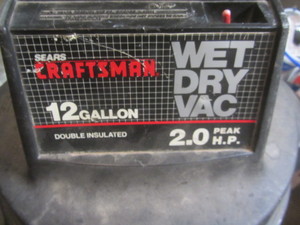 SEARS
CRAFTSMAN
WET
DRY
VAC
12 GALLON
DOUBLE INSULATED
2.0 PEAK H.P.